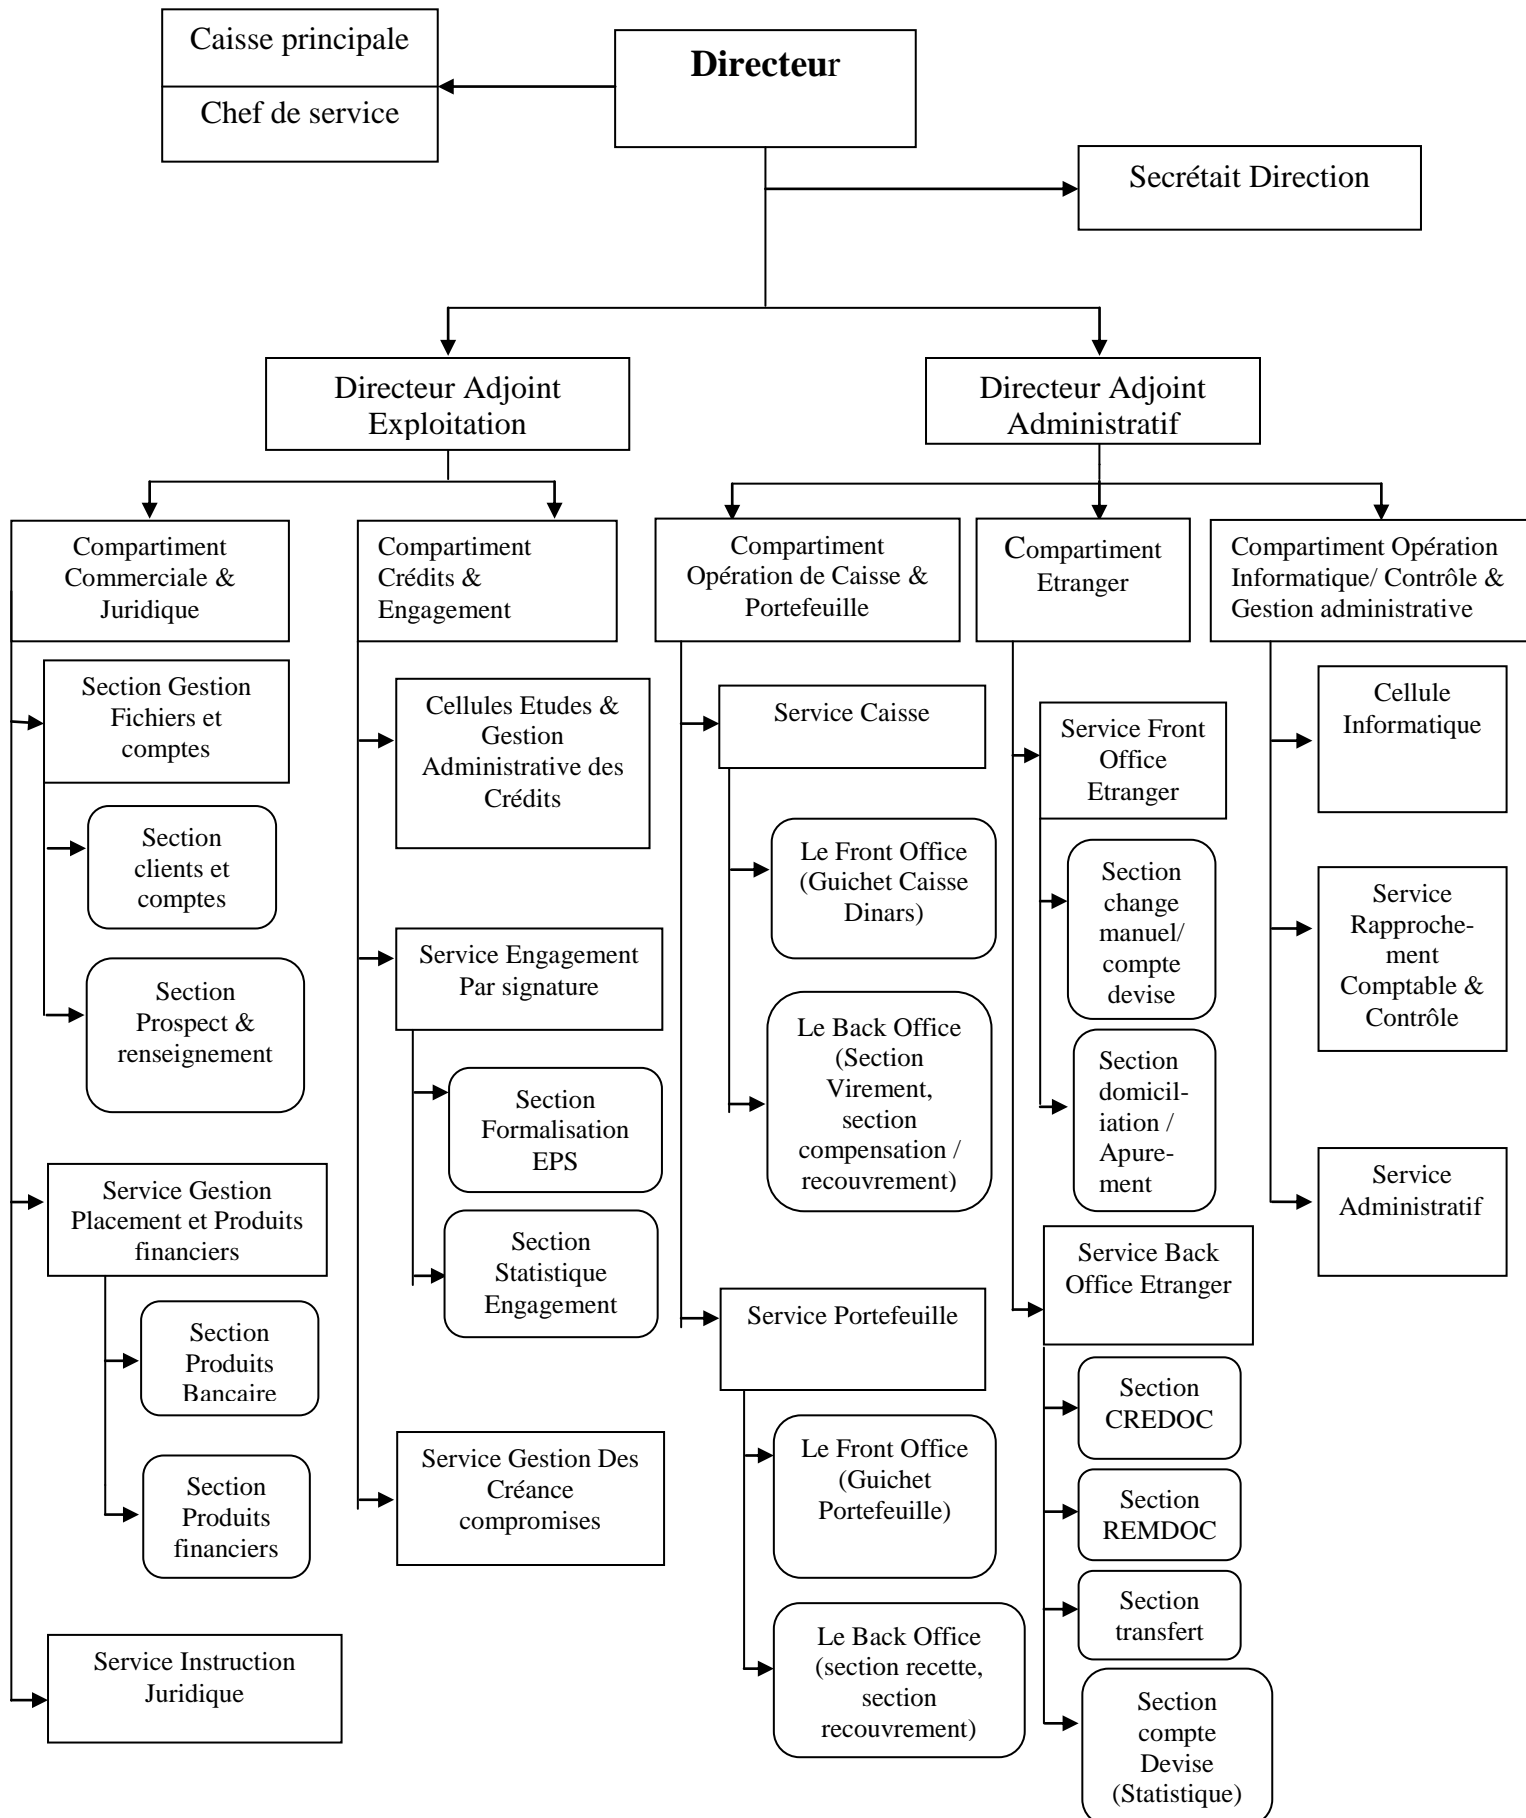 Caisse principale
Chef de service
Directeur
Secrétait Direction
Directeur Adjoint
Exploitation
Directeur Adjoint
Administratif
Compartiment
Commerciale &
Juridique
Section Gestion
Fichiers et
comptes
Section
clients et
comptes
Section
Prospect &
renseignement
Service Gestion
Placement et Produits
financiers
Section
Produits
Bancaire
Section
Produits
financiers
Service Instruction
Juridique
Compartiment
Crédits &
Engagement
Cellules Etudes &
Gestion
Administrative des
Crédits
Service Engagement
Par signature
Section
Formalisation
EPS
Section
Statistique
Engagement
Service Gestion Des
Créance
compromises
Compartiment
Opération de Caisse &
Portefeuille
Service Caisse
Le Front Office
(Guichet Caisse
Dinars)
Le Back Office
(Section
Virement,
section
compensation /
recouvrement)
Service Portefeuille
Le Front Office
(Guichet
Portefeuille)
Le Back Office
(section recette,
section
recouvrement)
Compartiment
Etranger
Service Front
Office
Etranger
Section
change
manuel/
compte
devise
Section
domicil-
iation /
Apure-
ment
Service Back
Office Etranger
Section
CREDOC
Section
REMDOC
Section
transfert
Section
compte
Devise
(Statistique)
Compartiment Opération
Informatique/ Contrôle &
Gestion administrative
Cellule
Informatique
Service
Rapproche-
ment
Comptable &
Contrôle
Service
Administratif